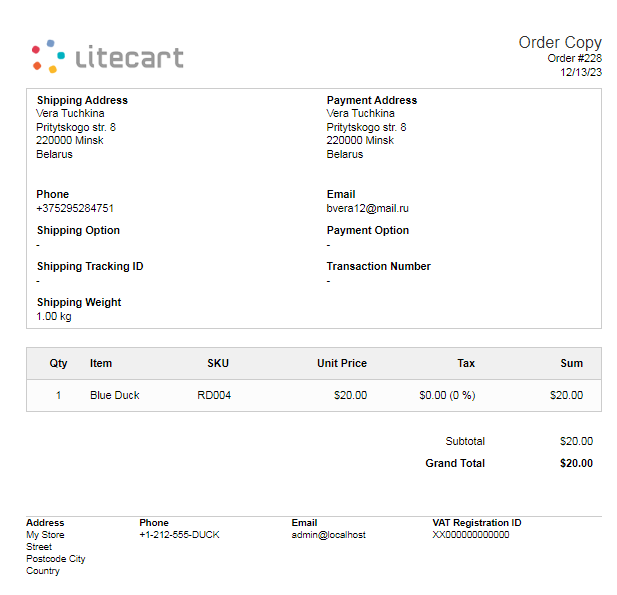 Litecart
Order Copy
Order #228
12/13/23
Shipping Address
Vera Tuchkina
Pritytskogo str. 8
220000 Minsk
Belarus
Payment Address
Vera Tuchkina
Pritytskogo str. 8
220000 Minsk
Belarus
Phone
+375295284751
Email
bvera12@mail.ru
Shipping Option
-
Payment Option
-
Shipping Tracking ID
-
Transaction Number
-
Shipping Weight
1.00 kg
Qty Item SKU Unit Price Tax Sum
1 Blue Duck RD004 $20.00 $0.00 (0 %) $20.00
Subtotal $20.00
Grand Total $20.00
Address
My Store
Street
Postcode City
Country
Phone
+1-212-555-DUCK
Email
admin@localhost
VAT Registration ID
XX000000000000